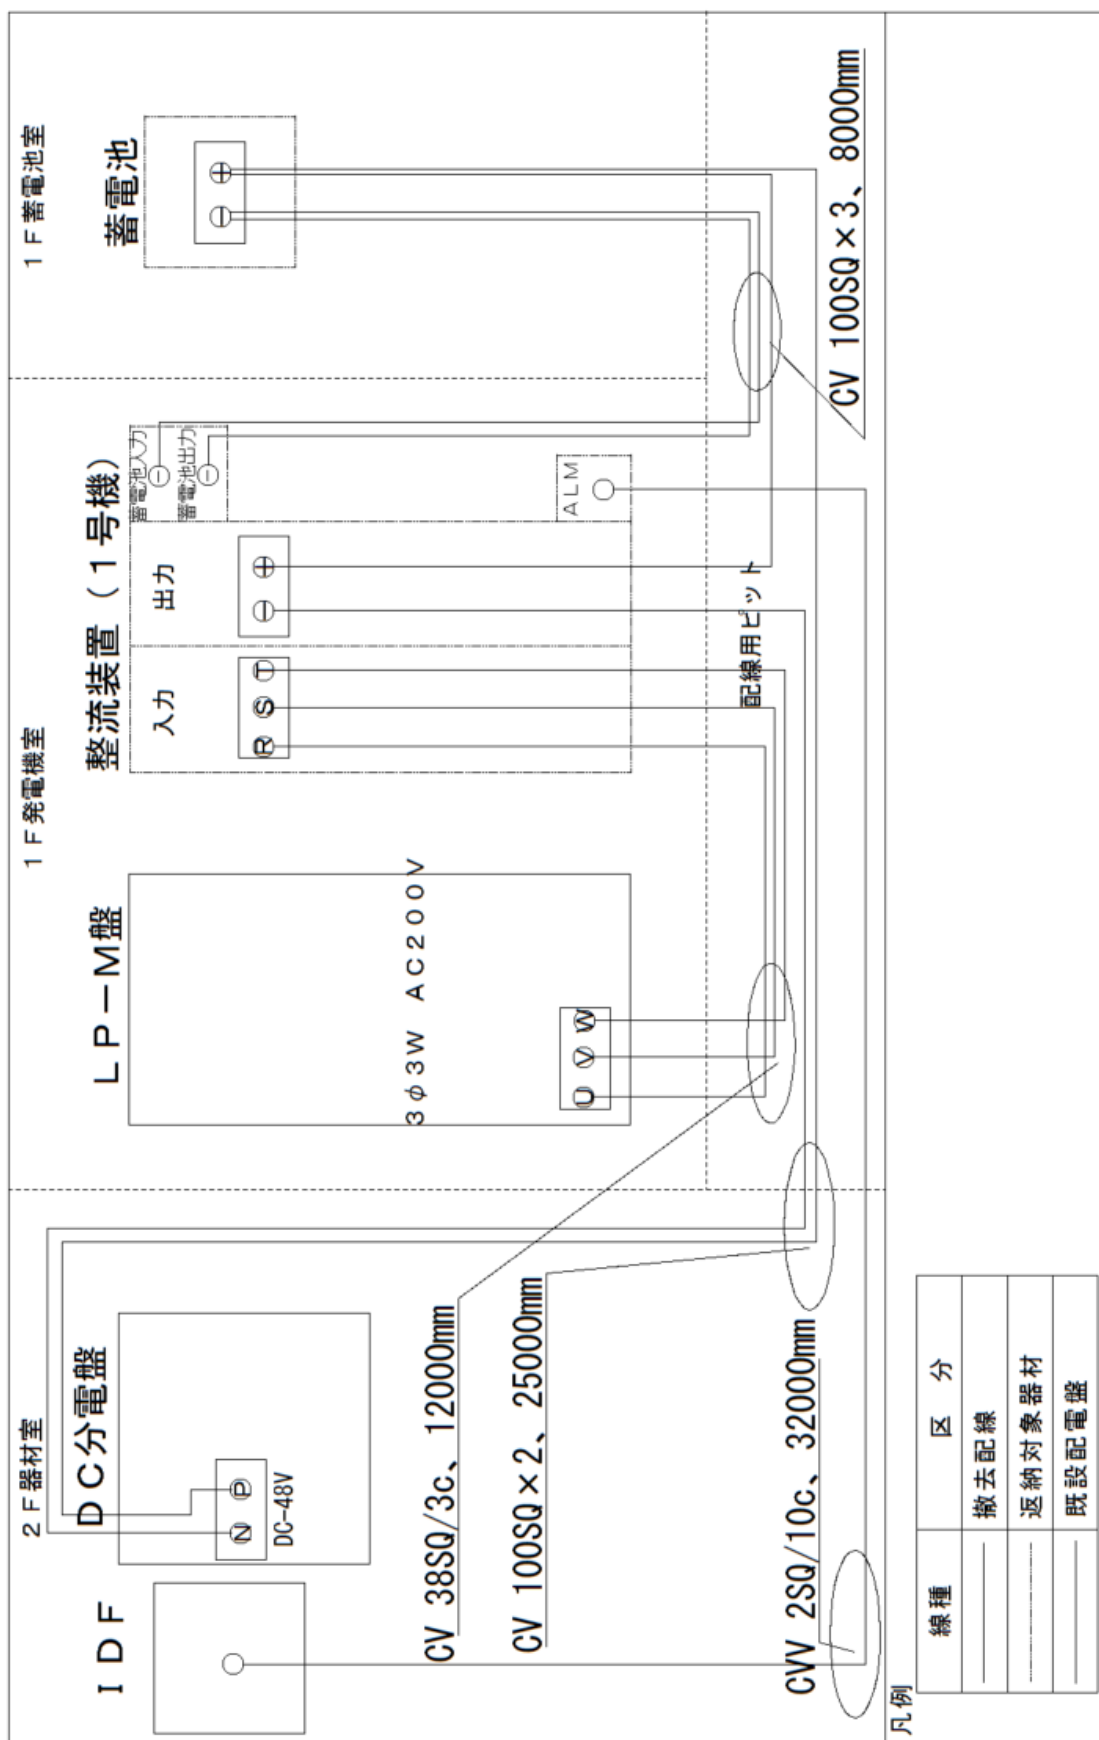 ２Ｆ器材室
１Ｆ発電機室
１Ｆ蓄電池室
ＩＤＦ
ＤＣ分電盤
ＬＰ－Ｍ盤
整流装置（１号機）
蓄電池
入力
出力
蓄電池入力
蓄電池出力
－
－
－
＋
N
P
DC-48V
R
S
T
－
＋
３φ３Ｗ　ＡＣ２００Ｖ
U
V
W
ＡＬＭ
配線用ピット
CV 38SQ/3c、12000mm
CV 100SQ×2、25000mm
CVV 2SQ/10c、32000mm
CV 100SQ×3、8000mm
凡例
線種
区　分
撤去配線
返納対象器材
既設配電盤